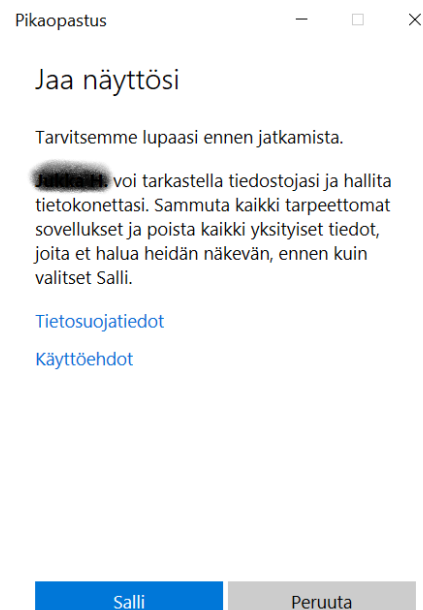 Pikaopastus
Jaa näyttösi
Tarvitsemme lupaasi ennen jatkamista.
voi tarkastella tiedostojasi ja hallita
tietokonettasi. Sammuta kaikki tarpeettomat
sovellukset ja poista kaikki yksityiset tiedot,
joita et halua heidän näkevän, ennen kuin
valitset Salli.
Tietosuojatiedot
Käyttöehdot
Salli Peruuta